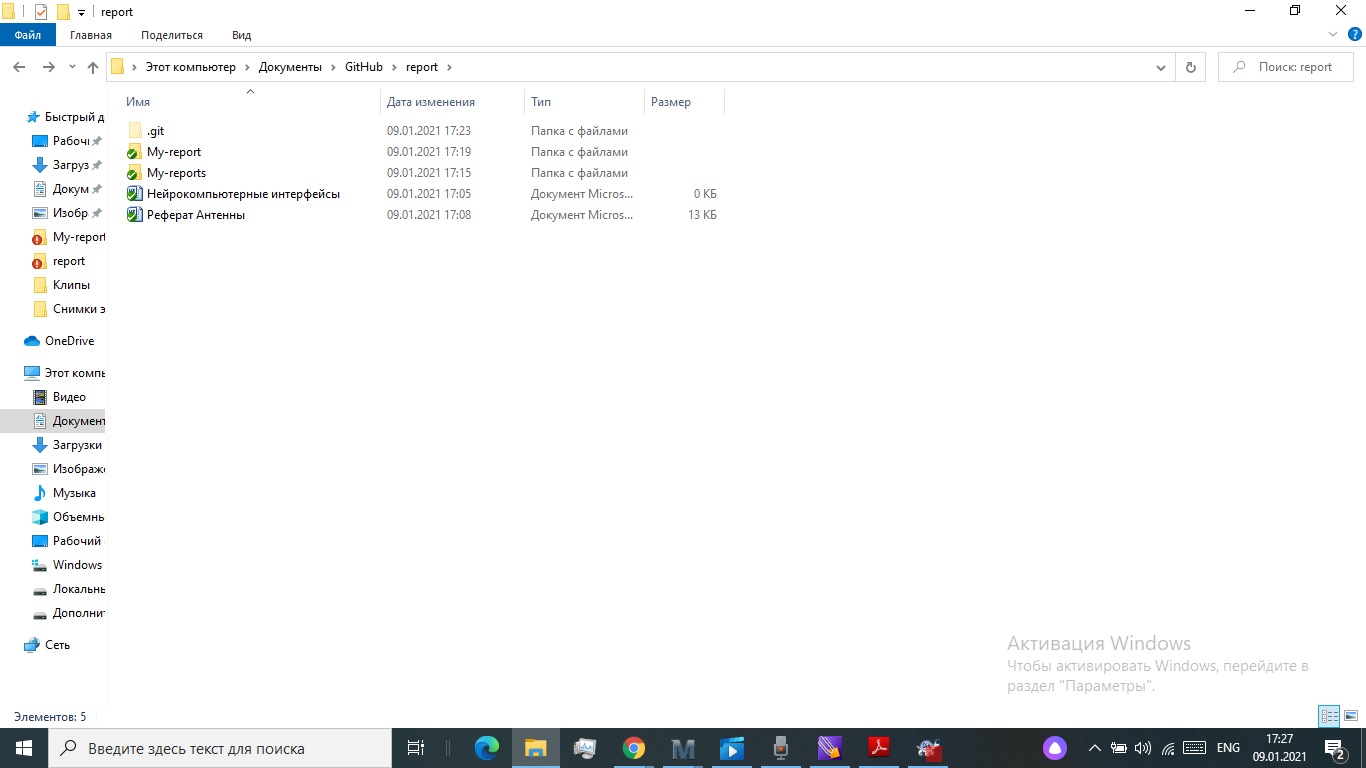 report
Файл Главная Поделиться Вид
Этот компьютер Документы GitHub report
Поиск: report
Имя Дата изменения Тип Размер
.git 09.01.2021 17:23 Папка с файлами
My-report 09.01.2021 17:19 Папка с файлами
My-reports 09.01.2021 17:15 Папка с файлами
Нейрокомпьютерные интерфейсы 09.01.2021 17:05 Документ Micros... 0 КБ
Реферат Антенны 09.01.2021 17:08 Документ Micros... 13 КБ
Быстрый д
Рабочи
Загруз
Докум
Изобр
My-report
report
Клипы
Снимки э
OneDrive
Этот компь
Видео
Документ
Загрузки
Изображе
Музыка
Объемнь
Рабочий
Windows
Локальнь
Дополнит
Сеть
Активация Windows
Чтобы активировать Windows, перейдите в
раздел "Параметры".
Элементов: 5
Введите здесь текст для поиска
ENG
17:27
09.01.2021
2